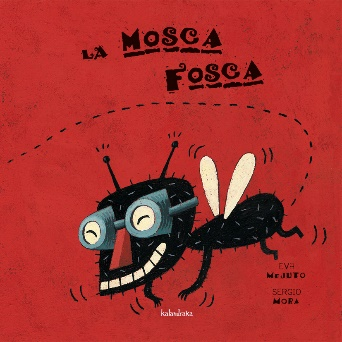 LA MOSCA
FOSCA
EVA
MEJUTO
SERGIO
MORA
kalandraka